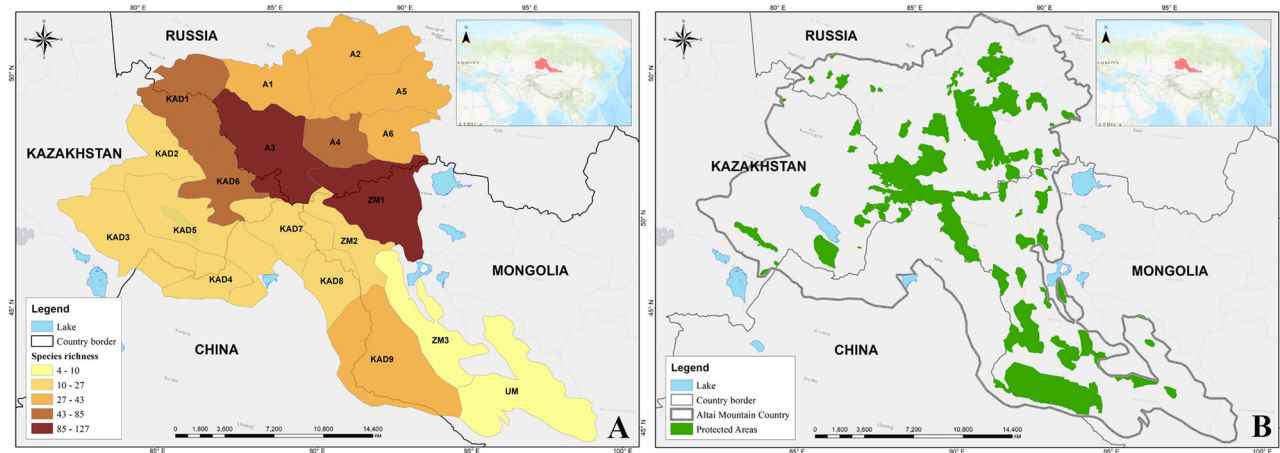 80° E 85° E 90° E 95° E
RUSSIA
A2
A1
A5
50° N
KAD1
A6
A3
A4
KAZAKHSTAN
KAD2
KAD6
ZM1
KAD3
KAD5
KAD7
ZM2
MONGOLIA
KAD4
KAD8
45° N
Legend
Lake
Country border
Species richness
4 - 10
10 - 27
27 - 43
43 - 85
85 - 127
CHINA
ZM3
KAD9
UM
0 1,800 3,600 7,200 10,800 14,400
KM
A
85° E 90° E 95° E
N
AFRICA
80° E 85° E 90° E 95° E
RUSSIA
50° N
KAZAKHSTAN
50° N
MONGOLIA
45° N
CHINA
Legend
Lake
Country border
Altai Mountain Country
Protected Areas
0 1,800 3,600 7,200 10,800 14,400
KM
B
45° N
85° E 90° E 95° E 100° E
N
AFRICA